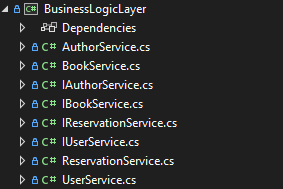 C# BusinessLogicLayer
Dependencies
C# AuthorService.cs
C# BookService.cs
C# IAuthorService.cs
C# IBookService.cs
C# IReservationService.cs
C# IUserService.cs
C# ReservationService.cs
C# UserService.cs